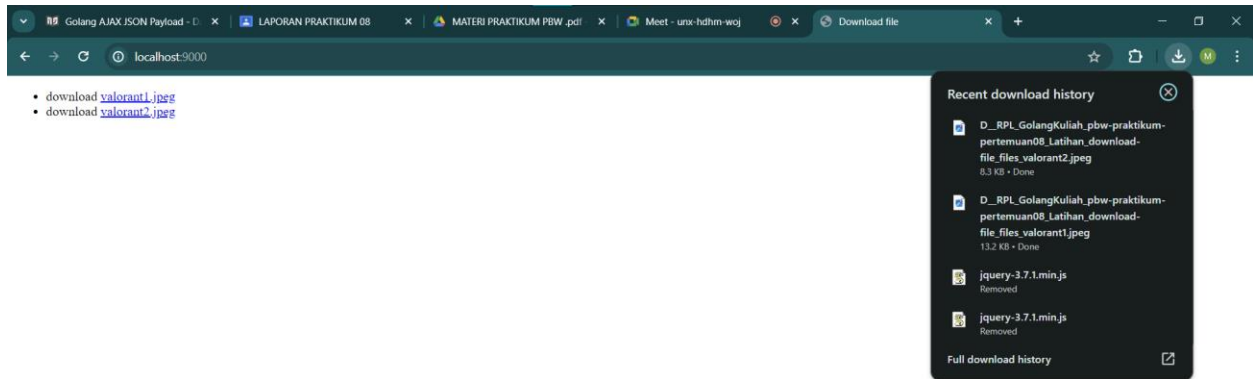 Golang AJAX JSON Payload - D
LAPORAN PRAKTIKUM 08
MATERI PRAKTIKUM PBW .pdf
Meet - unx-hdhm-woj
Download file
localhost:9000
M
download valorant1.jpeg
download valorant2.jpeg
Recent download history
D__RPL_GolangKuliah_pbw-praktikum-
pertemuan08_Latihan_download-
file_files_valorant2.jpeg
8.3 KB • Done
D__RPL_GolangKuliah_pbw-praktikum-
pertemuan08_Latihan_download-
file_files_valorant1.jpeg
13.2 KB • Done
jquery-3.7.1.min.js
Removed
jquery-3.7.1.min.js
Removed
Full download history